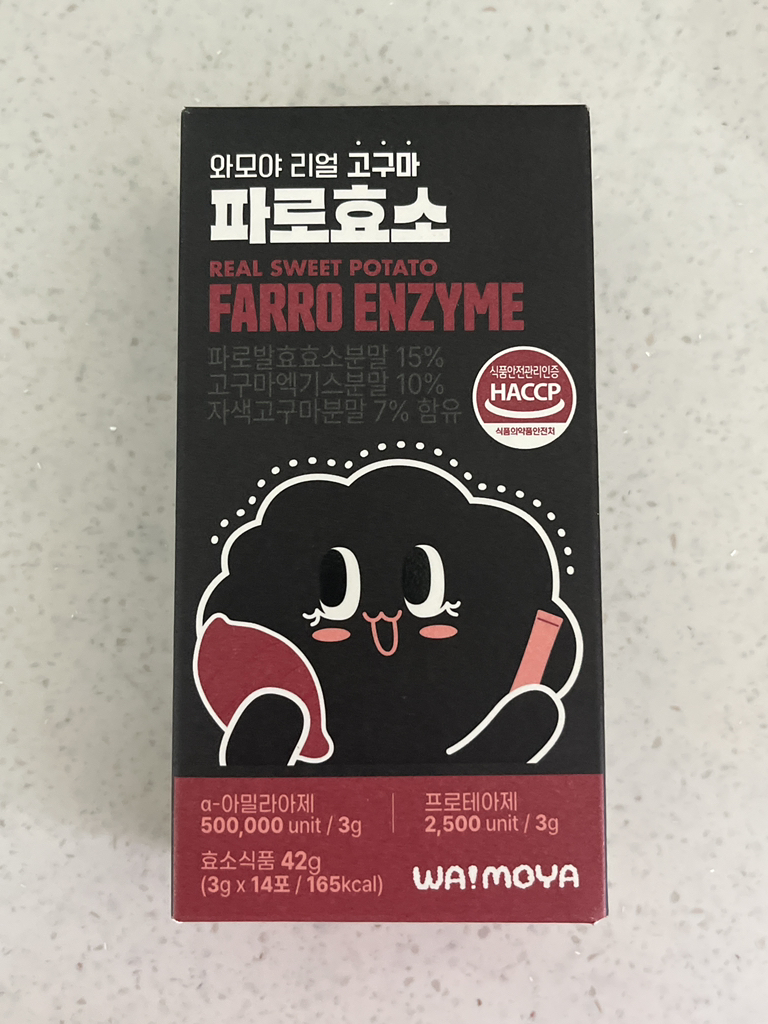 와모야 리얼 고구마
파로효소
REAL SWEET POTATO
FARRO ENZYME
파로발효효소분말 15%
고구마엑기스분말 10%
자색고구마분말 7% 함유
식품안전관리인증
HACCP
식품의약품안전처
α-아밀라아제
500,000 unit / 3g
프로테아제
2,500 unit / 3g
효소식품 42g
(3g x 14포 / 165kcal)
WA!MOYA